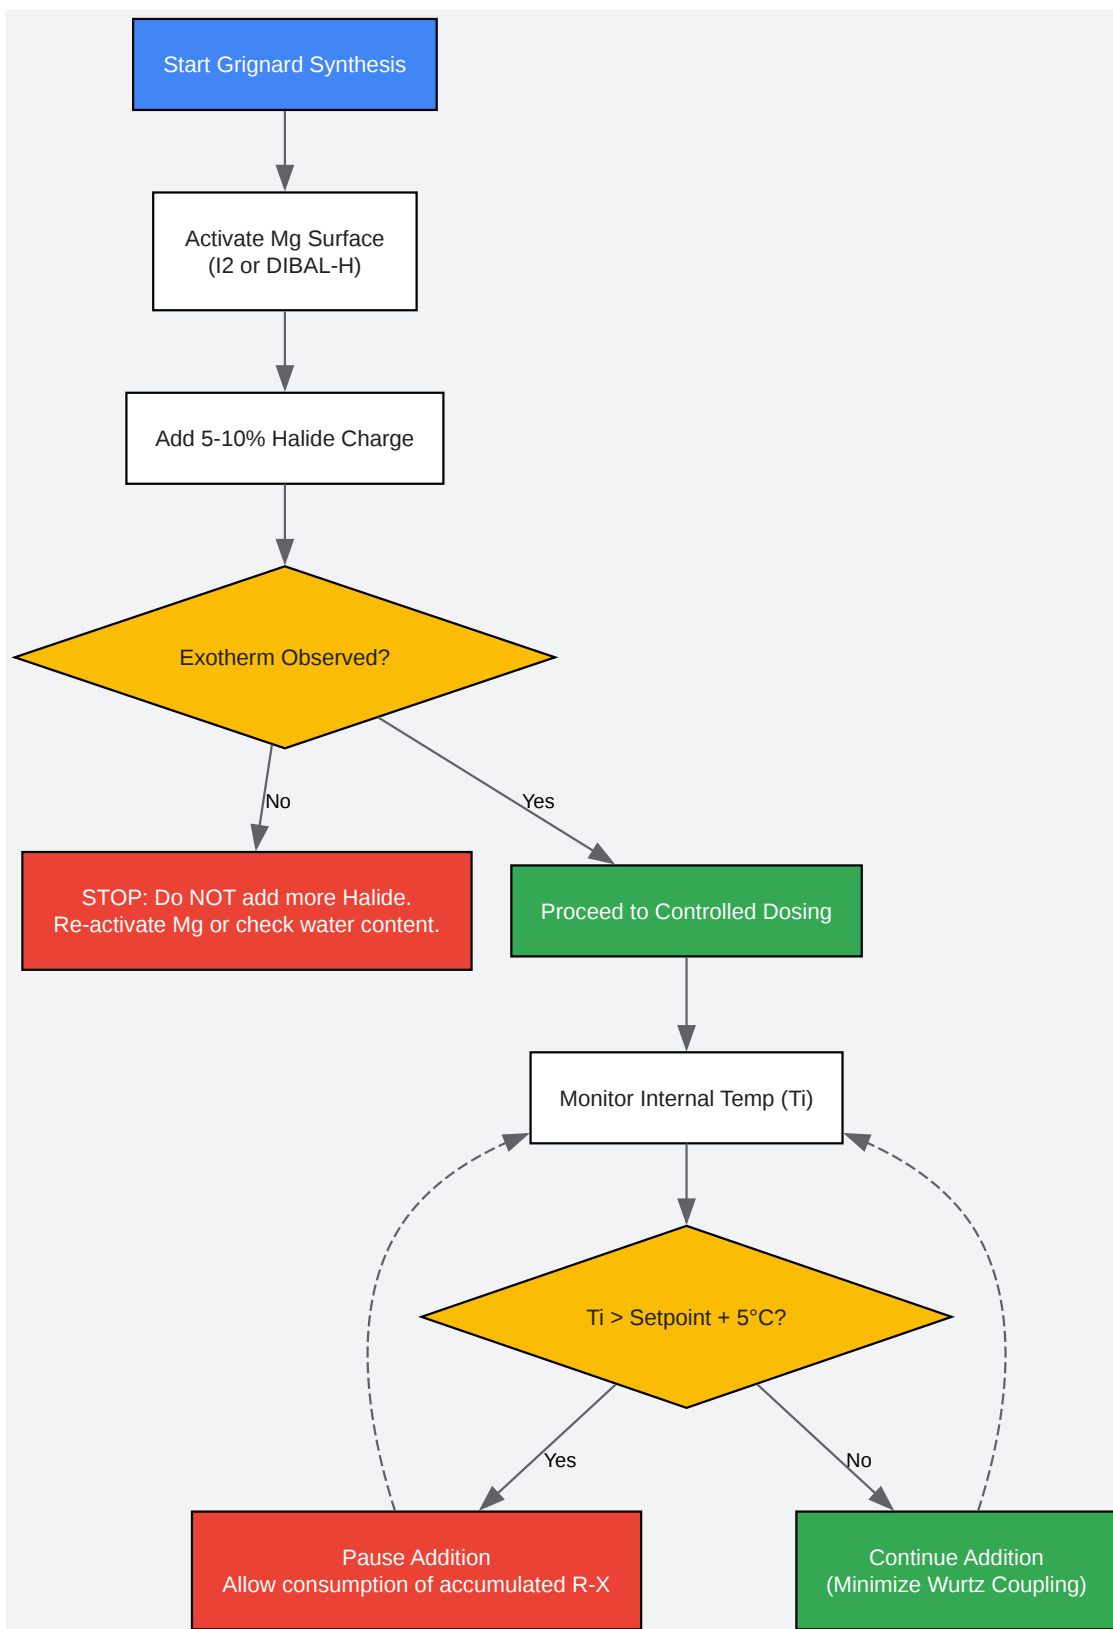 Start Grignard Synthesis
Activate Mg Surface
(I2 or DIBAL-H)
Add 5-10% Halide Charge
Exotherm Observed?
No
Yes
STOP: Do NOT add more Halide.
Re-activate Mg or check water content.
Proceed to Controlled Dosing
Monitor Internal Temp (Ti)
Ti > Setpoint + 5°C?
Yes
No
Pause Addition
Allow consumption of accumulated R-X
Continue Addition
(Minimize Wurtz Coupling)